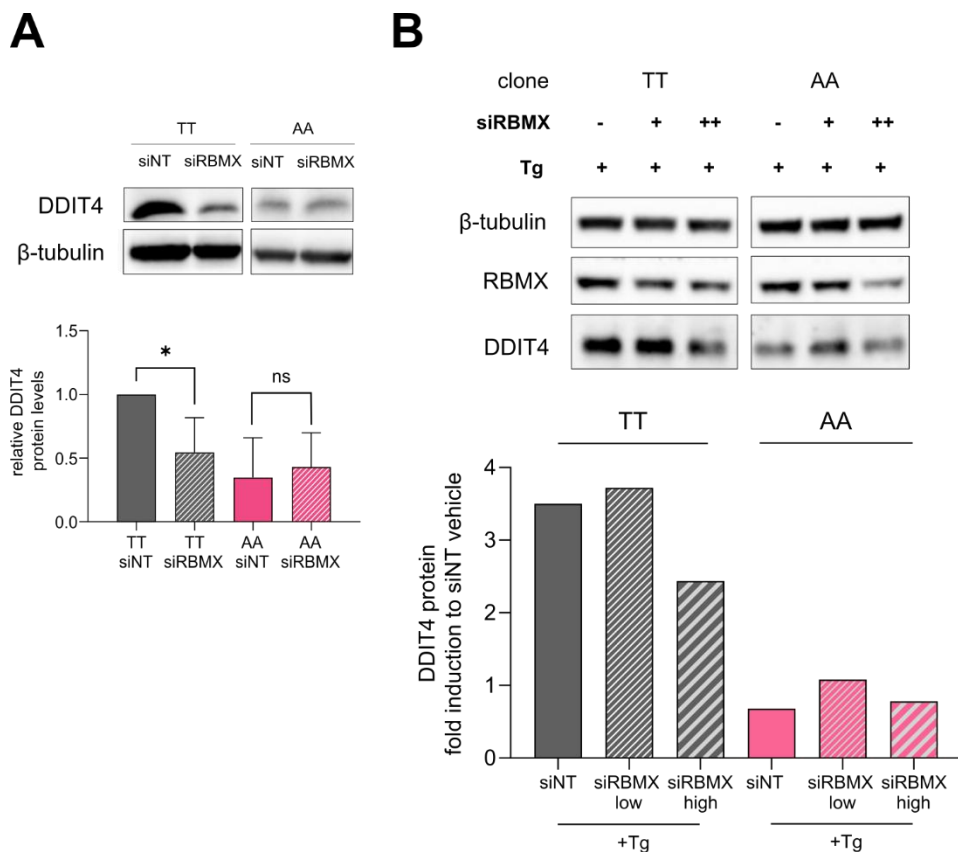 A
TT AA
siNT siRBMX siNT siRBMX
DDIT4
β-tubulin
relative DDIT4
protein levels
1.5
1.0
0.5
0.0
*
ns
TT TT AA AA
siNT siRBMX siNT siRBMX
B
clone TT AA
siRBMX - + ++ - + ++
Tg + + + + + +
β-tubulin
RBMX
DDIT4
TT AA
DDIT4 protein
fold induction to siNT vehicle
4
3
2
1
0
siNT siRBMX siRBMX siNT siRBMX siRBMX
low high low high
+Tg +Tg